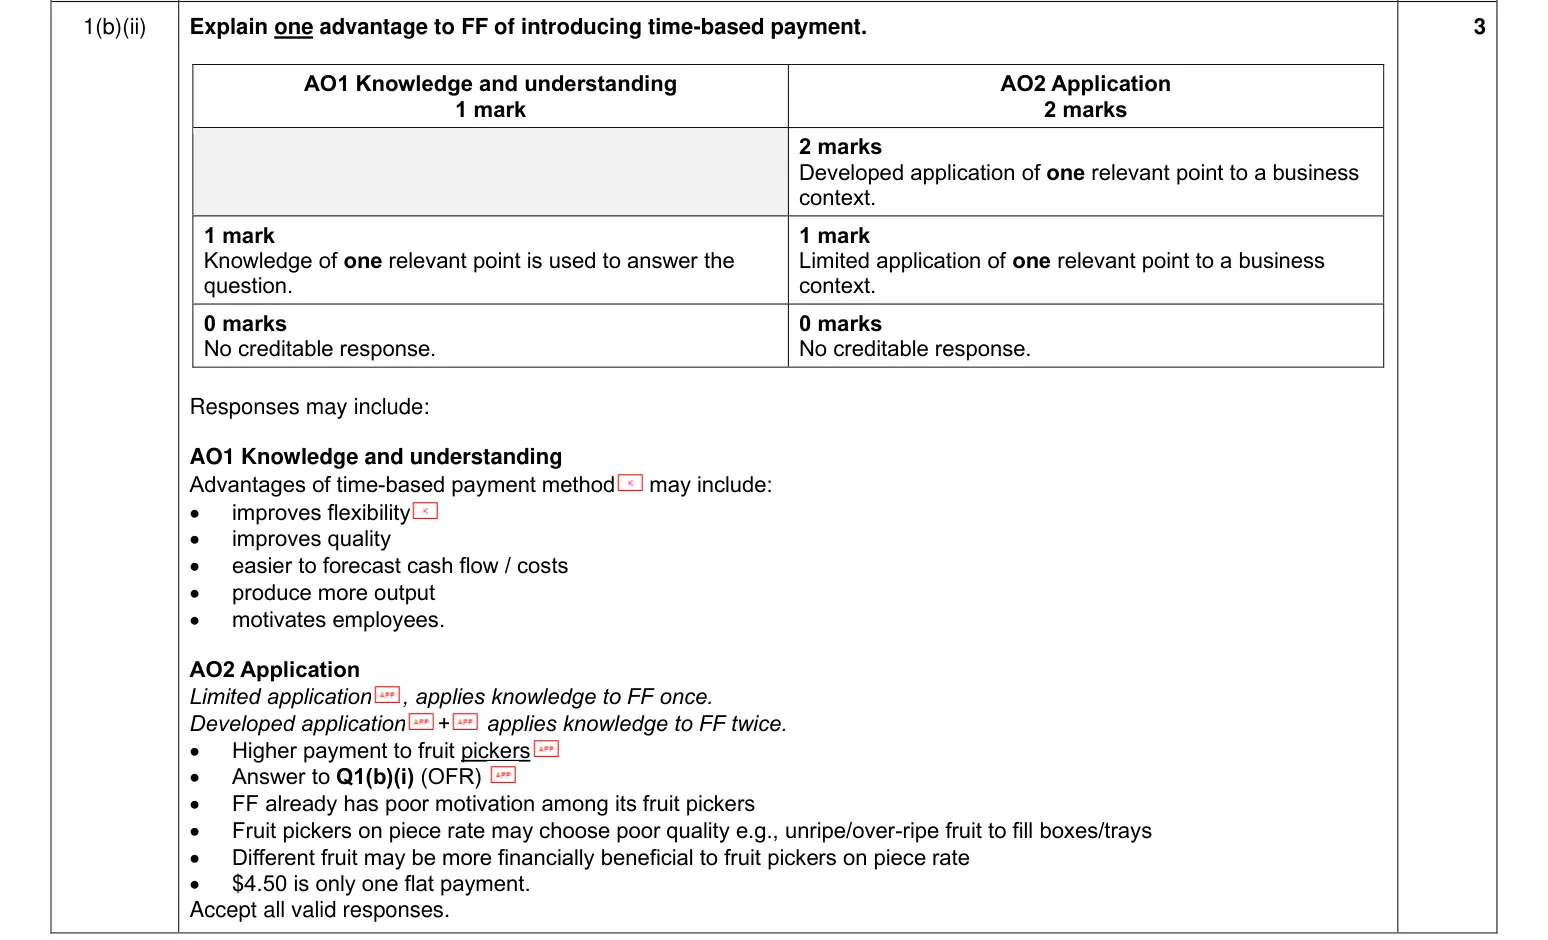 1(b)(ii) Explain one advantage to FF of introducing time-based payment. 3
AO1 Knowledge and understanding
1 mark
AO2 Application
2 marks
2 marks
Developed application of one relevant point to a business
context.
1 mark
Knowledge of one relevant point is used to answer the
question.
1 mark
Limited application of one relevant point to a business
context.
0 marks
No creditable response.
0 marks
No creditable response.
Responses may include:
AO1 Knowledge and understanding
Advantages of time-based payment method K may include:
• improves flexibility K
• improves quality
• easier to forecast cash flow / costs
• produce more output
• motivates employees.
AO2 Application
Limited application APP , applies knowledge to FF once.
Developed application APP + APP applies knowledge to FF twice.
• Higher payment to fruit pickers APP
• Answer to Q1(b)(i) (OFR) APP
• FF already has poor motivation among its fruit pickers
• Fruit pickers on piece rate may choose poor quality e.g., unripe/over-ripe fruit to fill boxes/trays
• Different fruit may be more financially beneficial to fruit pickers on piece rate
• $4.50 is only one flat payment.
Accept all valid responses.